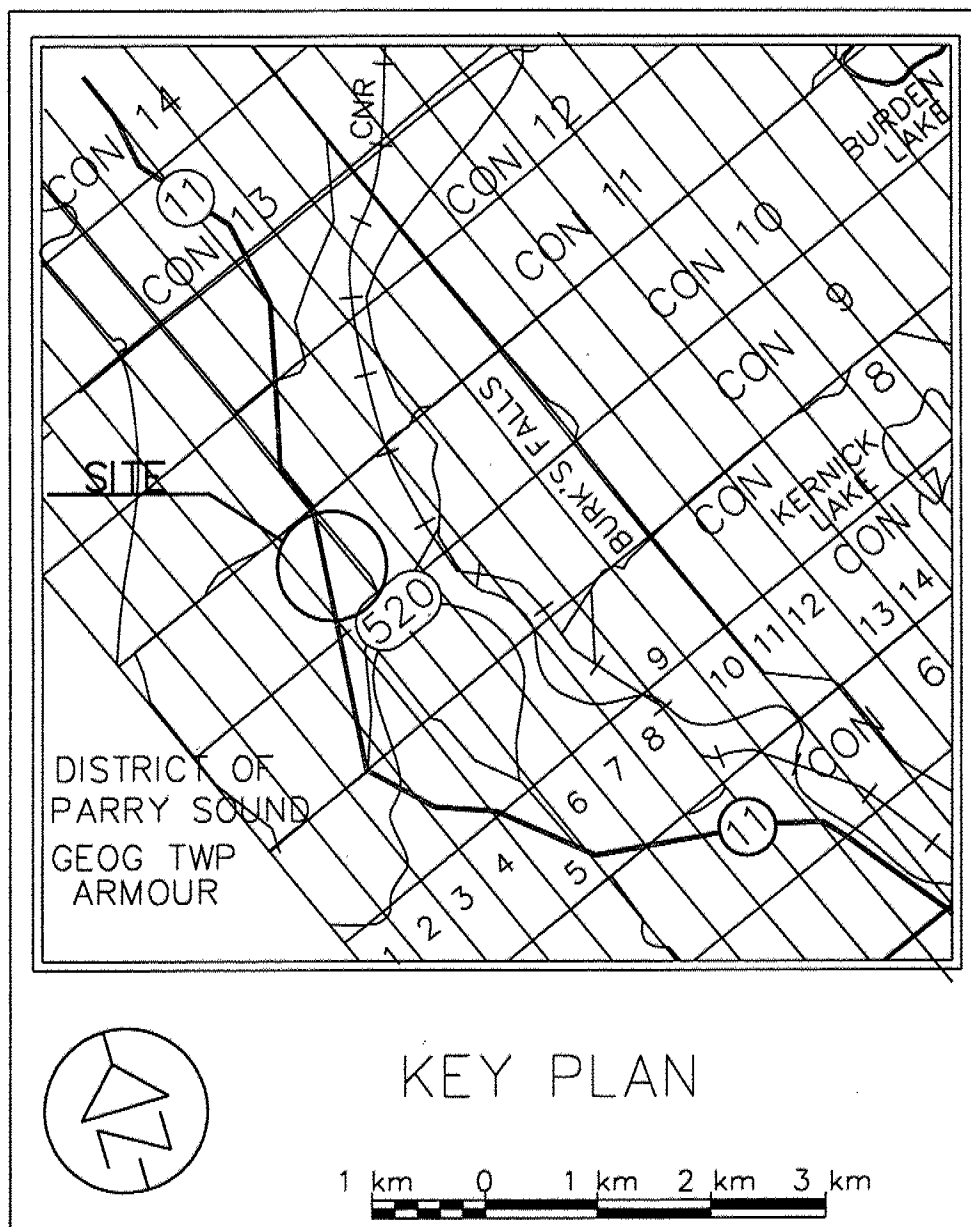 CON 14
11
CON 13
CNR
CON 12
CON 11
CON 10
CON 9
CON 8
CON 7
CON 6
BURDEN
LAKE
BURK'S FALLS
KERNICK
LAKE
SITE
520
14
13
12
11
10
9
8
7
6
5
4
3
2
1
11
DISTRICT OF
PARRY SOUND
GEOG TWP
ARMOUR
N
KEY PLAN
1 km 0 1 km 2 km 3 km